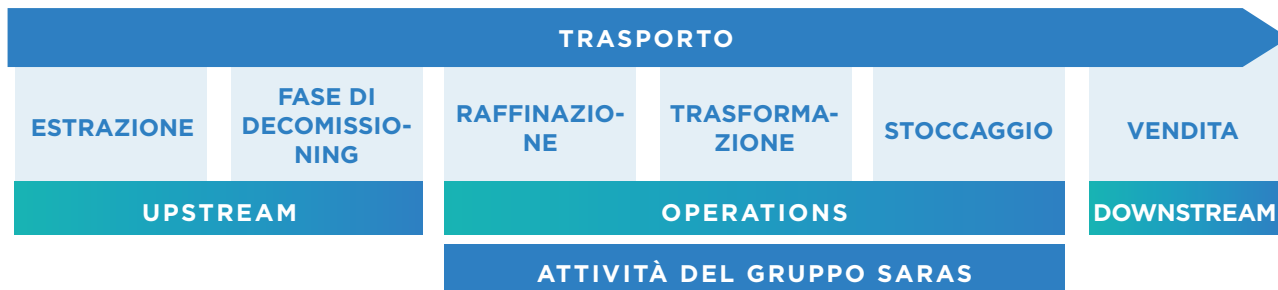 TRASPORTO
ESTRAZIONE
FASE DI
DECOMISSIO-
NING
RAFFINAZIO-
NE
TRASFORMA-
ZIONE
STOCCAGGIO
VENDITA
UPSTREAM
OPERATIONS
DOWNSTREAM
ATTIVITÀ DEL GRUPPO SARAS